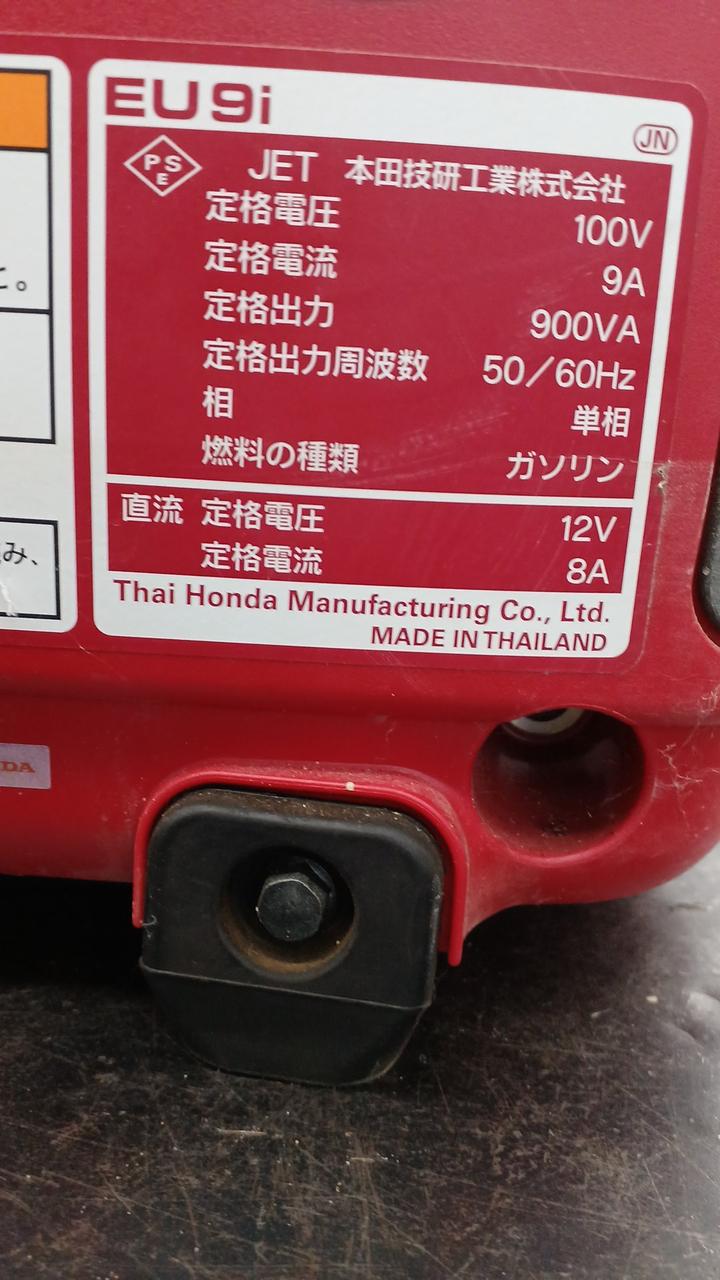 EU9i
JN
PSE JET 本田技研工業株式会社
定格電圧 100V
定格電流 9A
定格出力 900VA
定格出力周波数 50/60Hz
相 単相
燃料の種類 ガソリン
直流 定格電圧 12V
定格電流 8A
Thai Honda Manufacturing Co., Ltd.
MADE IN THAILAND
と。
み、
DA